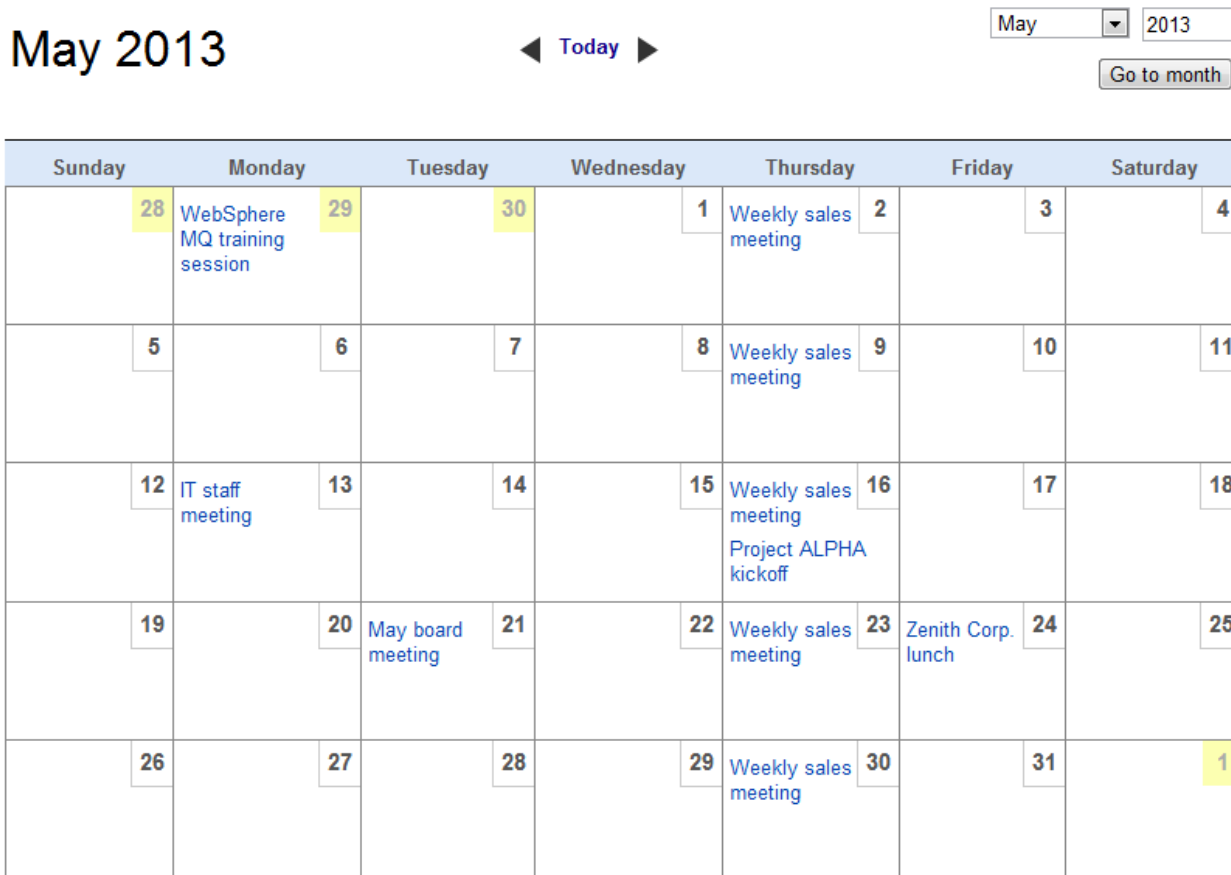 May 2013
Today
May
2013
Go to month
Sunday Monday Tuesday Wednesday Thursday Friday Saturday
28
WebSphere
MQ training
session
29
30
1
Weekly sales
meeting
2
3
4
5
6
7
8
Weekly sales
meeting
9
10
11
12
IT staff
meeting
13
14
15
Weekly sales
meeting
Project ALPHA
kickoff
16
17
18
19
20
May board
meeting
21
22
Weekly sales
meeting
23
Zenith Corp.
lunch
24
25
26
27
28
29
Weekly sales
meeting
30
31
1